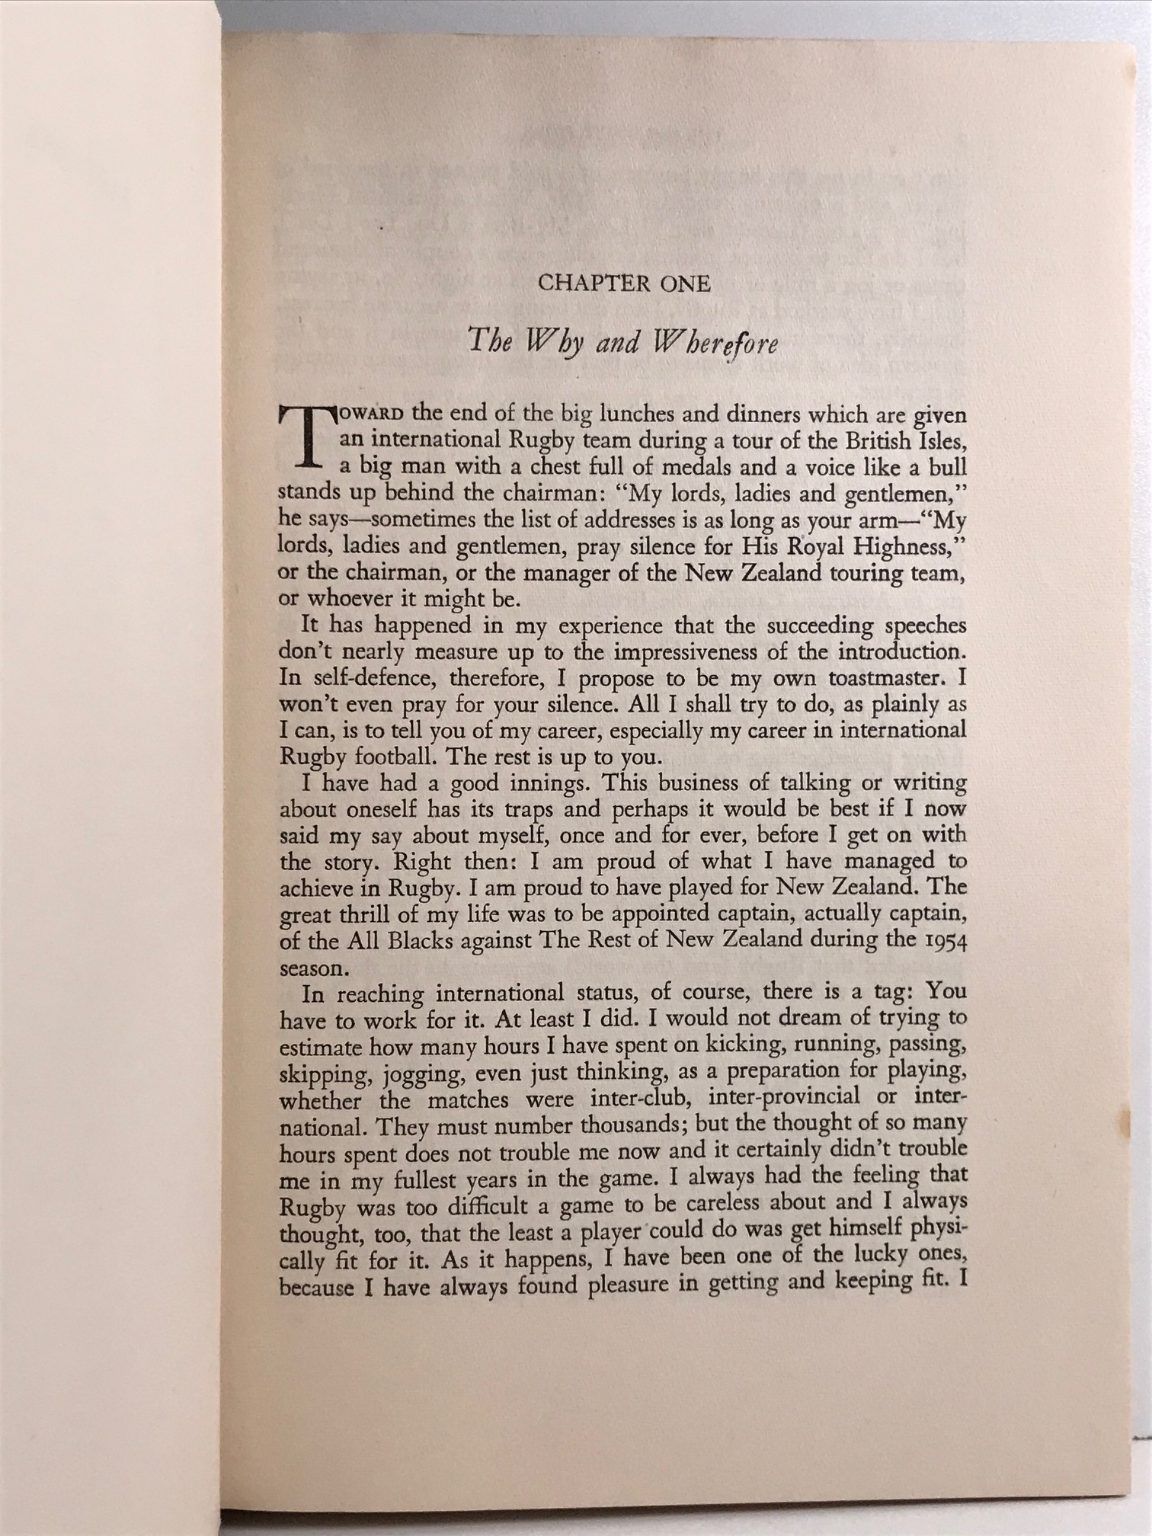 CHAPTER ONE
The Why and Wherefore
TOWARD the end of the big lunches and dinners which are given
an international Rugby team during a tour of the British Isles,
a big man with a chest full of medals and a voice like a bull
stands up behind the chairman: “My lords, ladies and gentlemen,”
he says—sometimes the list of addresses is as long as your arm—“My
lords, ladies and gentlemen, pray silence for His Royal Highness,”
or the chairman, or the manager of the New Zealand touring team,
or whoever it might be.
It has happened in my experience that the succeeding speeches
don’t nearly measure up to the impressiveness of the introduction.
In self-defence, therefore, I propose to be my own toastmaster. I
won’t even pray for your silence. All I shall try to do, as plainly as
I can, is to tell you of my career, especially my career in international
Rugby football. The rest is up to you.
I have had a good innings. This business of talking or writing
about oneself has its traps and perhaps it would be best if I now
said my say about myself, once and for ever, before I get on with
the story. Right then: I am proud of what I have managed to
achieve in Rugby. I am proud to have played for New Zealand. The
great thrill of my life was to be appointed captain, actually captain,
of the All Blacks against The Rest of New Zealand during the 1954
season.
In reaching international status, of course, there is a tag: You
have to work for it. At least I did. I would not dream of trying to
estimate how many hours I have spent on kicking, running, passing,
skipping, jogging, even just thinking, as a preparation for playing,
whether the matches were inter-club, inter-provincial or inter-
national. They must number thousands; but the thought of so many
hours spent does not trouble me now and it certainly didn’t trouble
me in my fullest years in the game. I always had the feeling that
Rugby was too difficult a game to be careless about and I always
thought, too, that the least a player could do was get himself physi-
cally fit for it. As it happens, I have been one of the lucky ones,
because I have always found pleasure in getting and keeping fit. I